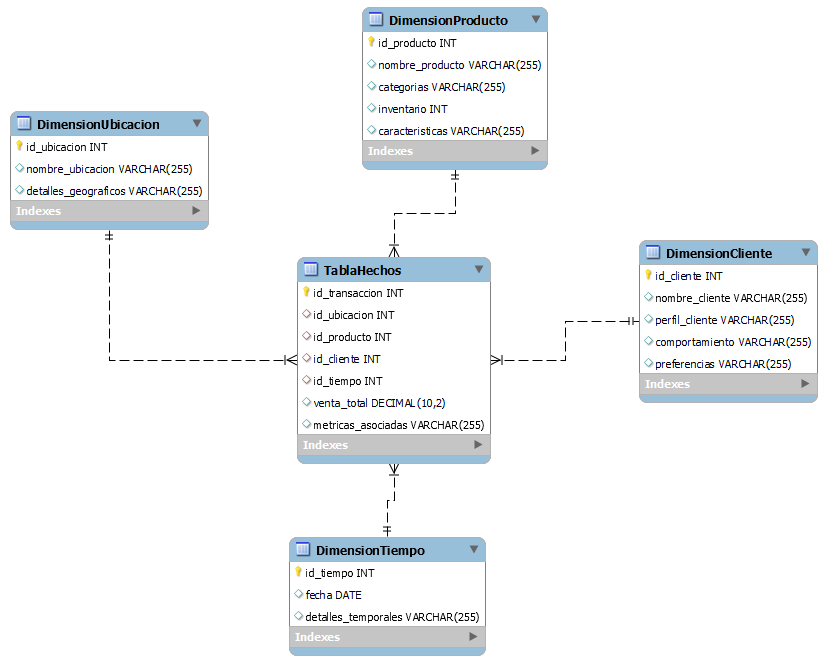 DimensionProducto
id_producto INT
nombre_producto VARCHAR(255)
categorias VARCHAR(255)
inventario INT
caracteristicas VARCHAR(255)
Indexes
DimensionUbicacion
id_ubicacion INT
nombre_ubicacion VARCHAR(255)
detalles_geograficos VARCHAR(255)
Indexes
TablaHechos
id_transaccion INT
id_ubicacion INT
id_producto INT
id_cliente INT
id_tiempo INT
venta_total DECIMAL(10,2)
metricas_asociadas VARCHAR(255)
Indexes
DimensionCliente
id_cliente INT
nombre_cliente VARCHAR(255)
perfil_cliente VARCHAR(255)
comportamiento VARCHAR(255)
preferencias VARCHAR(255)
Indexes
DimensionTiempo
id_tiempo INT
fecha DATE
detalles_temporales VARCHAR(255)
Indexes